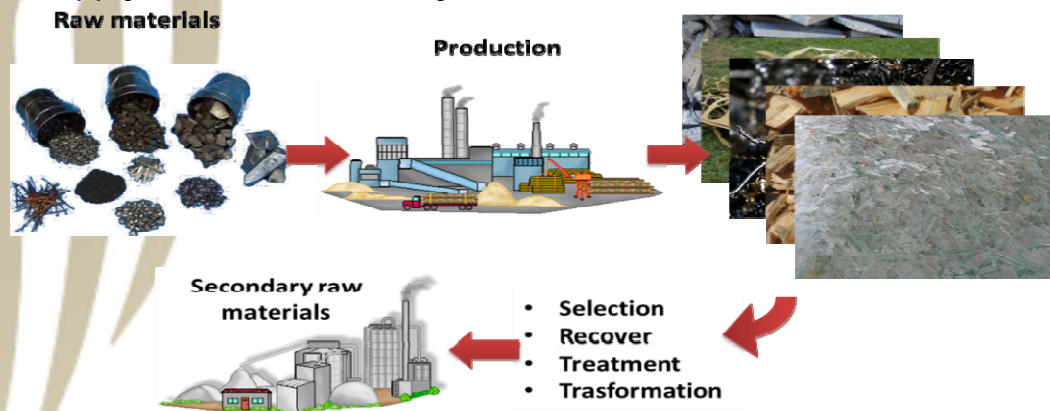 Raw materials
Production
Secondary raw
materials
• Selection
• Recover
• Treatment
• Trasformation